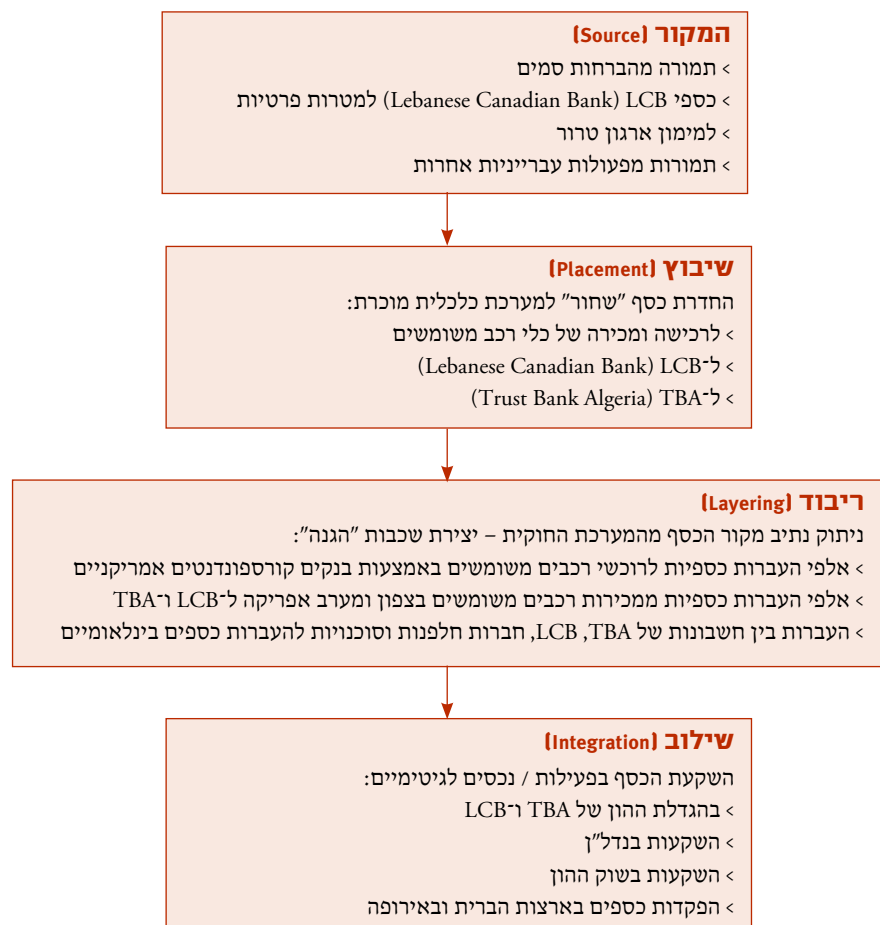 המקור (Source)
> תמורה מהברחות סמים
> כספי LCB (Lebanese Canadian Bank) למטרות פרטיות
> למימון ארגון טרור
> תמורות מפעולות עברייניות אחרות
שיבוץ (Placement)
החדרת כסף "שחור" למערכת כלכלית מוכרת:
> לרכישה ומכירה של כלי רכב משומשים
> ל־LCB (Lebanese Canadian Bank)
> ל־TBA (Trust Bank Algeria)
ריבוד (Layering)
ניתוק נתיב מקור הכסף מהמערכת החוקית – יצירת שכבות "הגנה":
> אלפי העברות כספיות לרוכשי רכבים משומשים באמצעות בנקים קורספונדנטים אמריקניים
> אלפי העברות כספיות ממכירות רכבים משומשים בצפון ומערב אפריקה ל־LCB ו־TBA
> העברות בין חשבונות של LCB ,TBA, חברות חלפנות וסוכנויות להעברות כספים בינלאומיים
שילוב (Integration)
השקעת הכסף בפעילות / נכסים לגיטימיים:
> בהגדלת ההון של TBA ו־LCB
> השקעות בנדל"ן
> השקעות בשוק ההון
> הפקדות כספים בארצות הברית ובאירופה